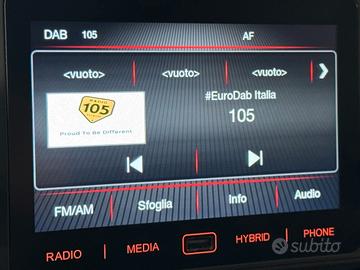 DAB 105 AF
<vuoto> <vuoto> <vuoto>
RADIO
105
Proud To Be Different
#EuroDab Italia
105
FM/AM Sfoglia Info Audio
RADIO MEDIA HYBRID PHONE
subito